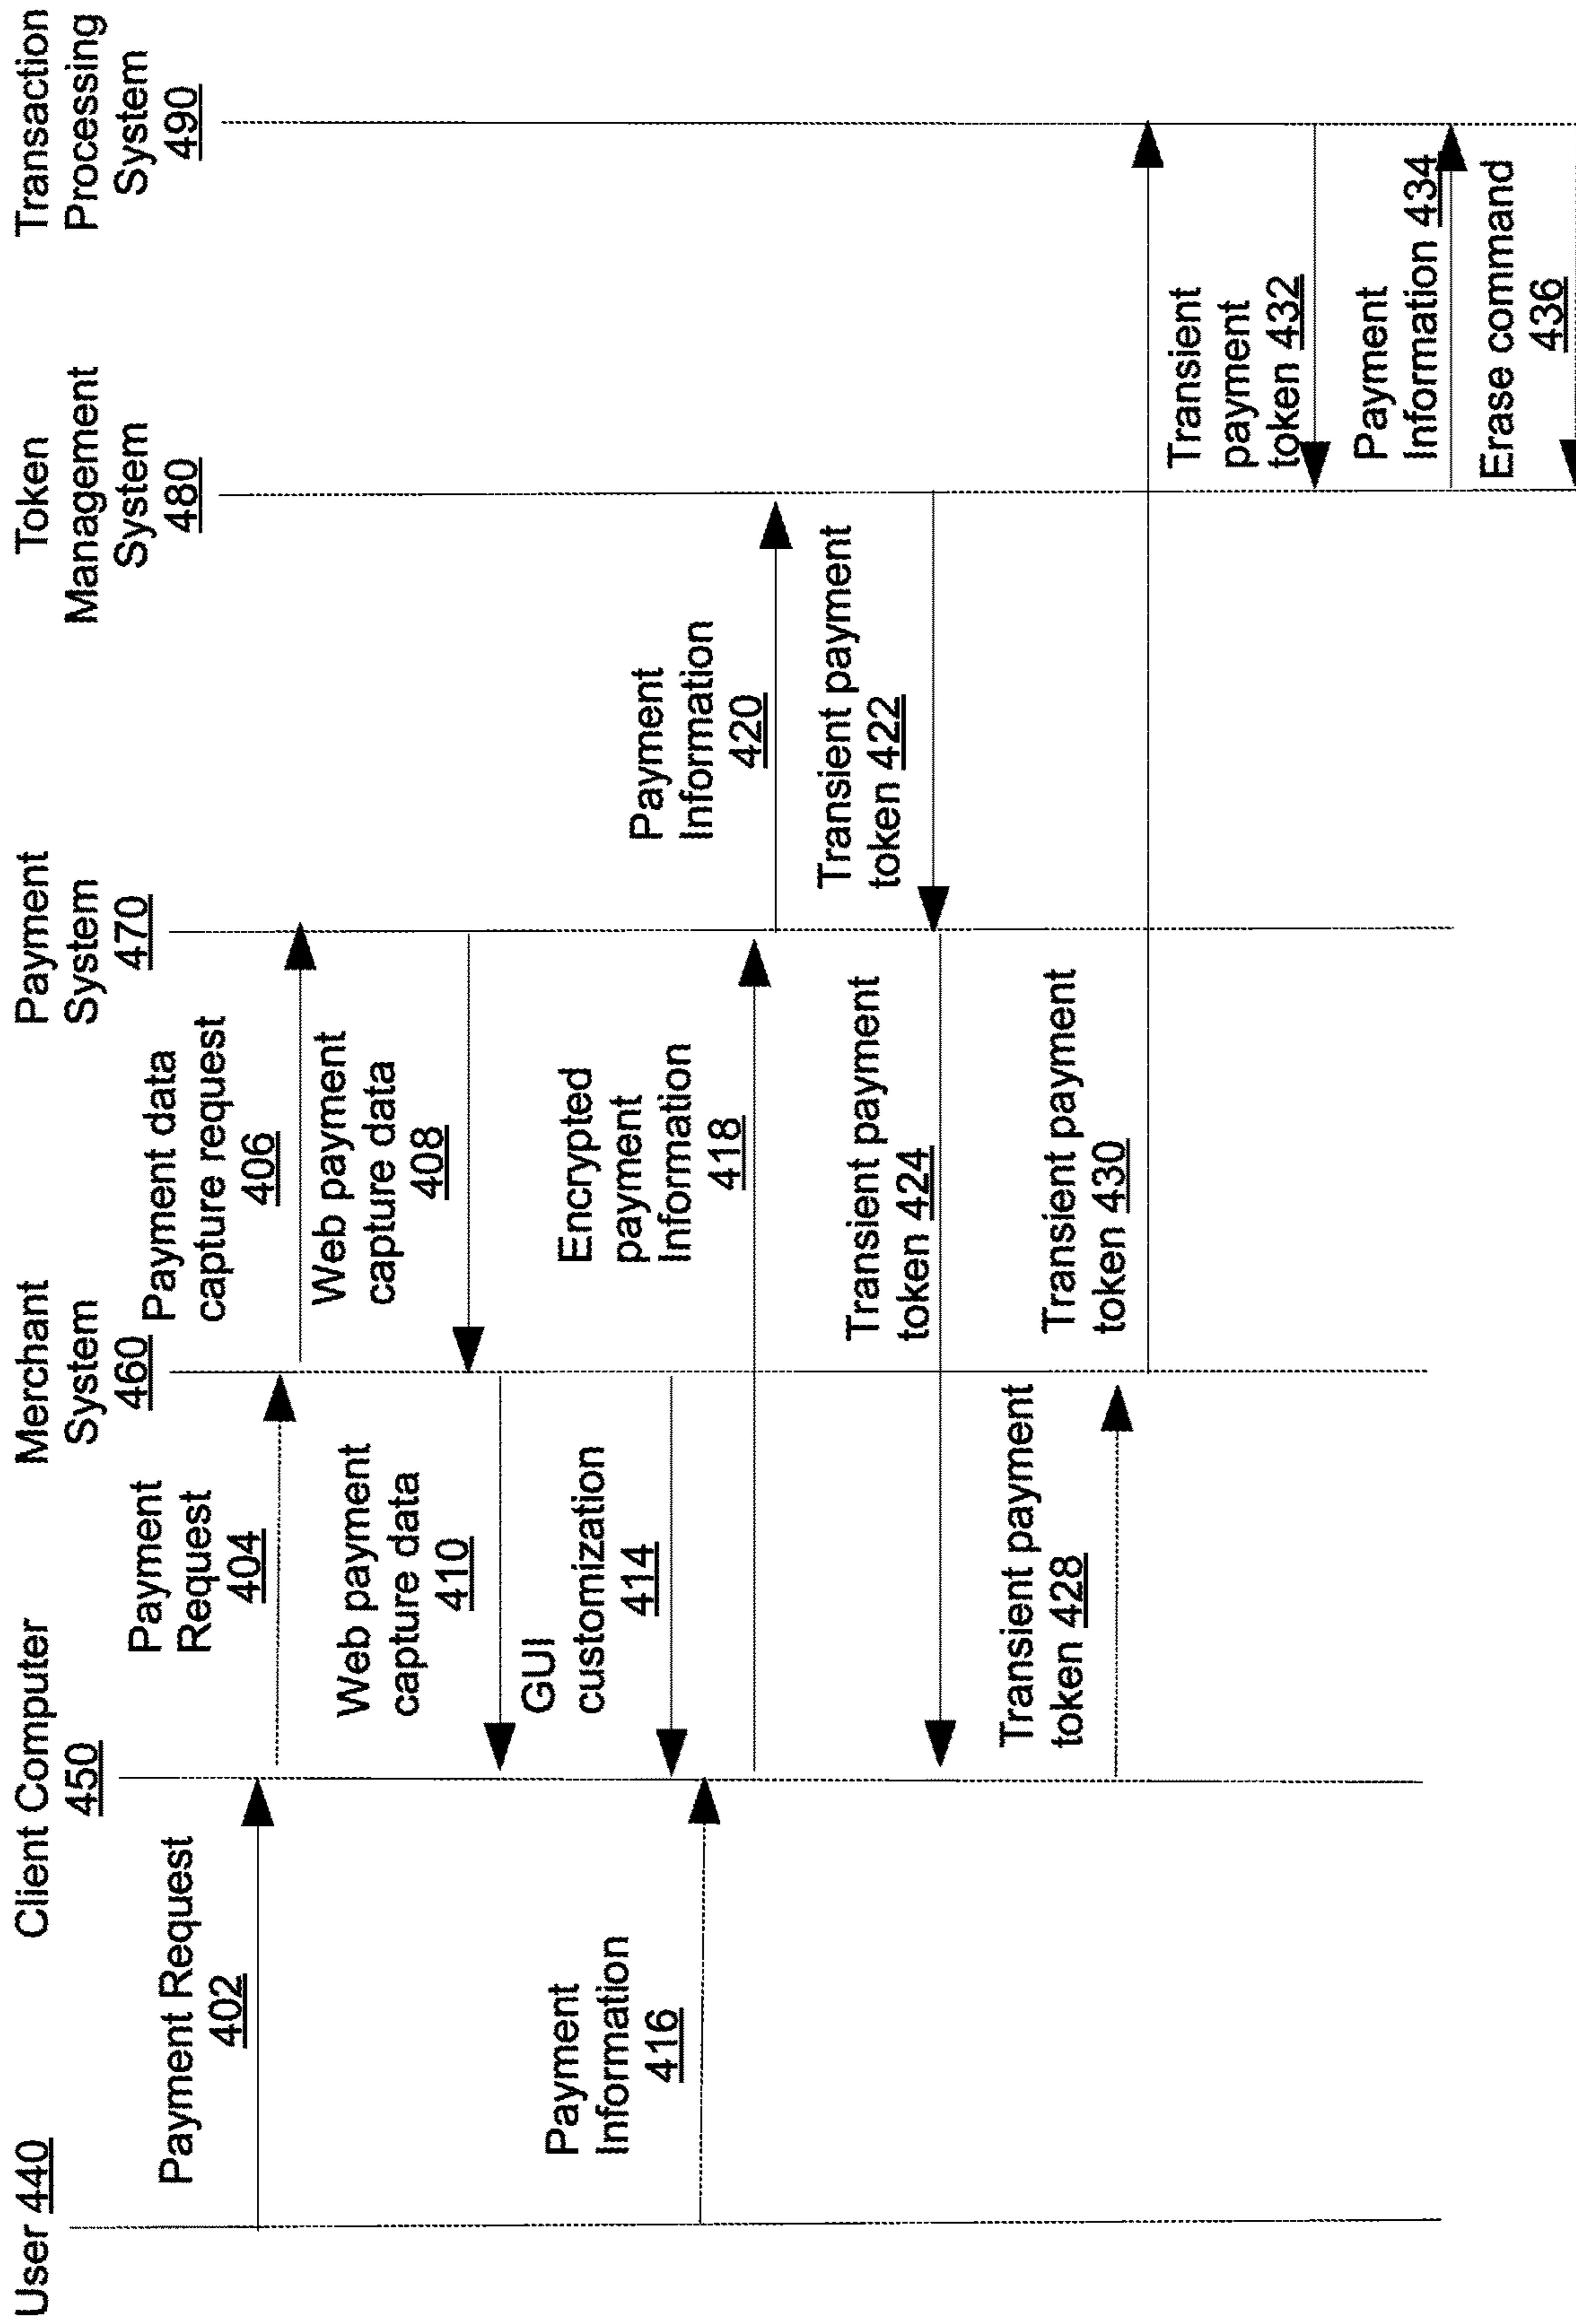 User 440
Client Computer
450
Merchant
System
460
Payment
System
470
Token
Management
System
480
Transaction
Processing
System
490
Payment Request
402
Payment
Request
404
Payment data
capture request
406
Web payment
capture data
408
Web payment
capture data
410
GUI
customization
414
Payment
Information
416
Encrypted
payment
Information
418
Payment
Information
420
Transient payment
token 422
Transient payment
token 424
Transient payment
token 428
Transient payment
token 430
Transient
payment
token 432
Payment
Information 434
Erase command
436